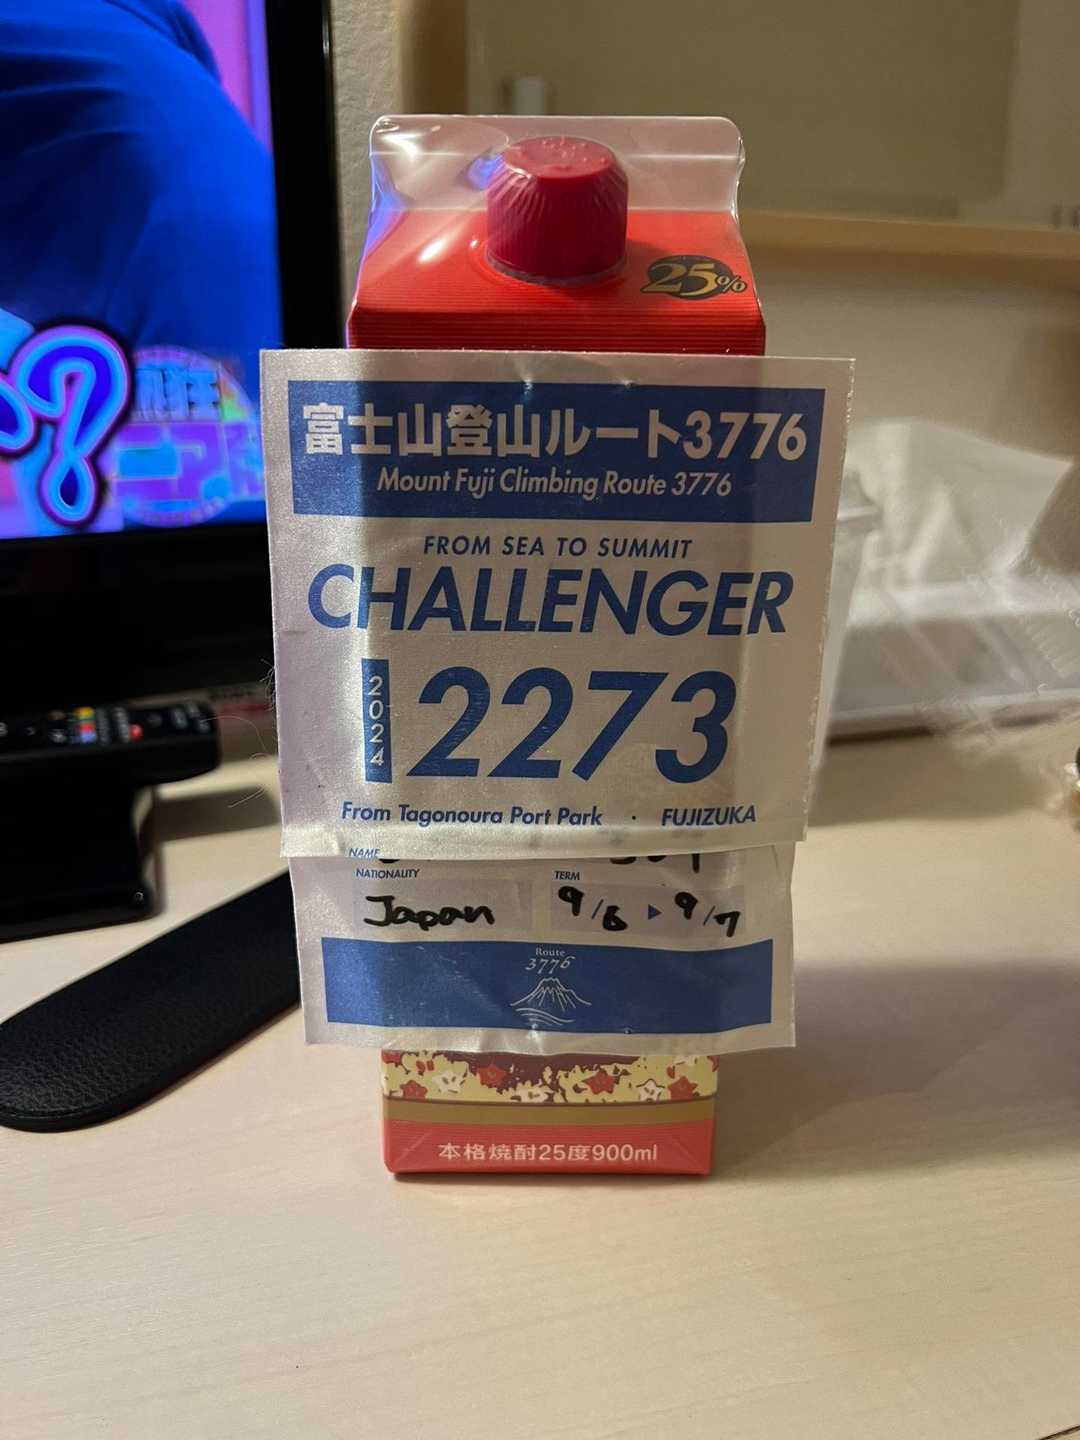 25%
富士山登山ルート3776
Mount Fuji Climbing Route 3776
FROM SEA TO SUMMIT
CHALLENGER
2024
2273
From Tagonoura Port Park · FUJIZUKA
NAME
NATIONALITY TERM
Japan 9/6 ▶ 9/7
Route
3776
本格焼酎25度900ml